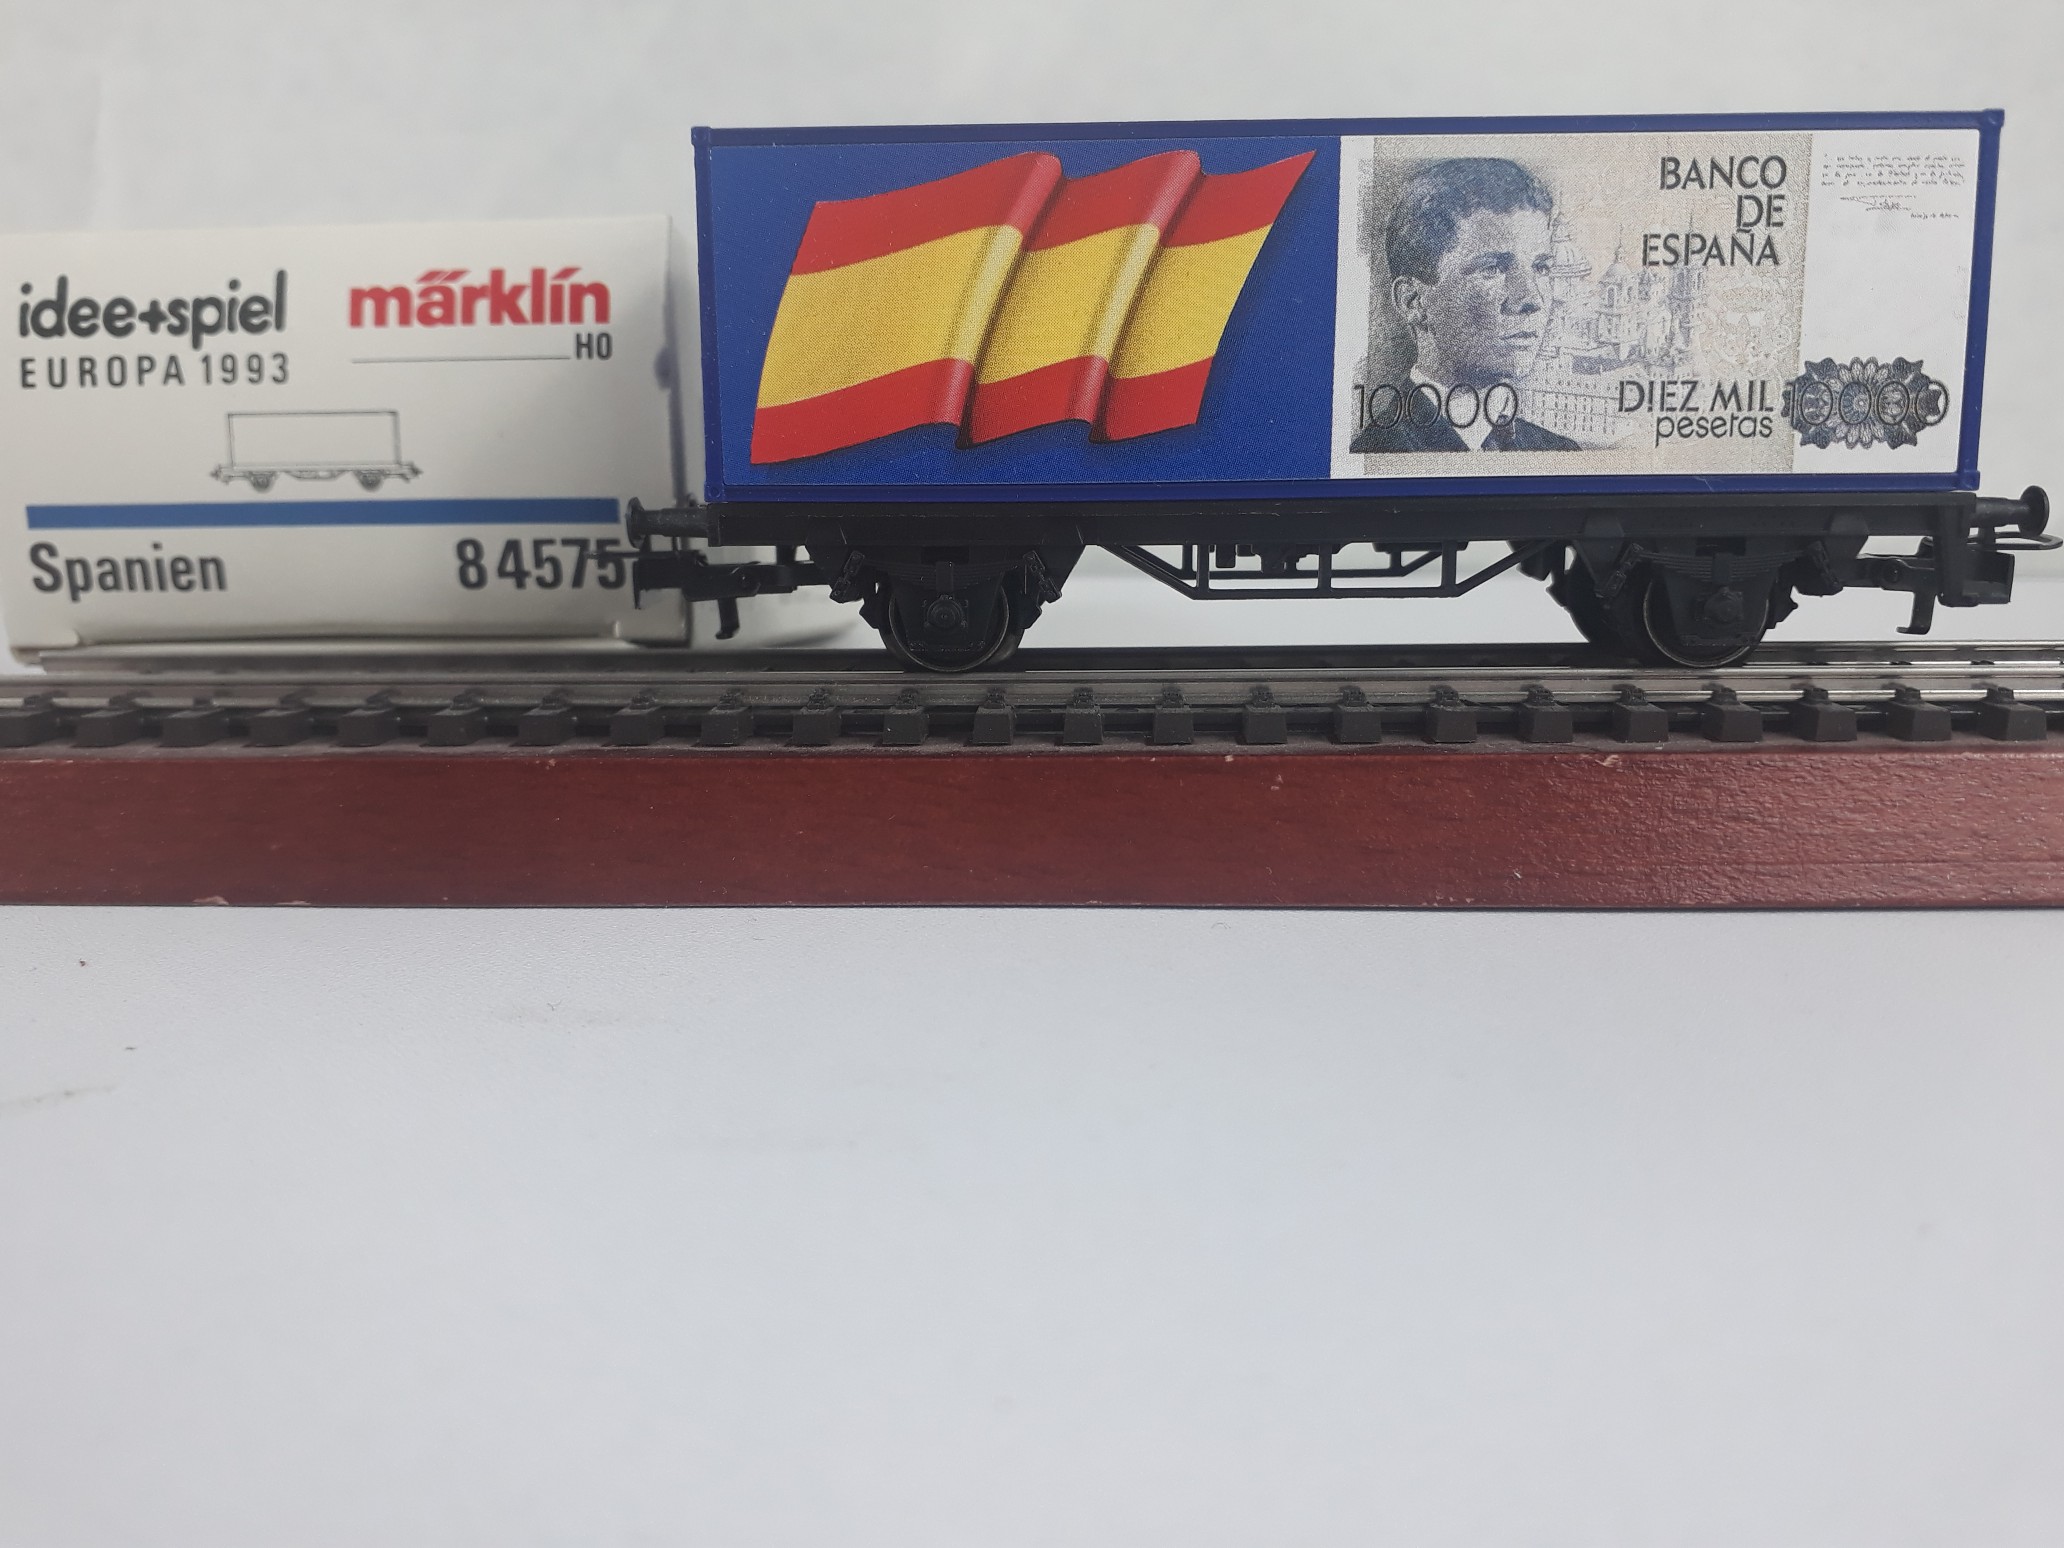 idee+spiel
EUROPA 1993
märklin
HO
Spanien
84575
BANCO
DE
ESPAÑA
10000
DIEZ MIL
pesetas
10000